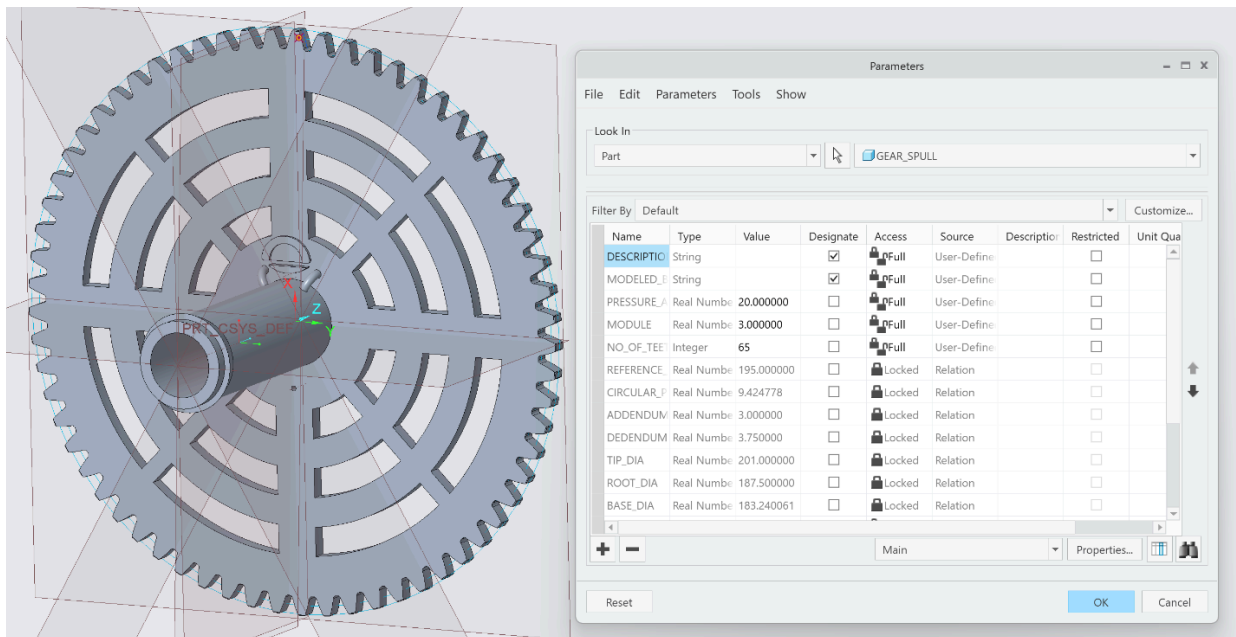 Parameters
File Edit Parameters Tools Show
Look In
Part GEAR_SPULL
Filter By Default Customize...
Name Type Value Designate Access Source Description Restricted Unit Qua
DESCRIPTIO String Full User-Define
MODELED_B String Full User-Define
PRESSURE_A Real Numbe 20.000000 Full User-Define
MODULE Real Numbe 3.000000 Full User-Define
NO_OF_TEET Integer 65 Full User-Define
REFERENCE_ Real Numbe 195.000000 Locked Relation
CIRCULAR_P Real Numbe 9.424778 Locked Relation
ADDENDUM Real Numbe 3.000000 Locked Relation
DEDENDUM Real Numbe 3.750000 Locked Relation
TIP_DIA Real Numbe 201.000000 Locked Relation
ROOT_DIA Real Numbe 187.500000 Locked Relation
BASE_DIA Real Numbe 183.240061 Locked Relation
Main Properties...
Reset OK Cancel
X
Z
Y
PRT_CSYS_DEF